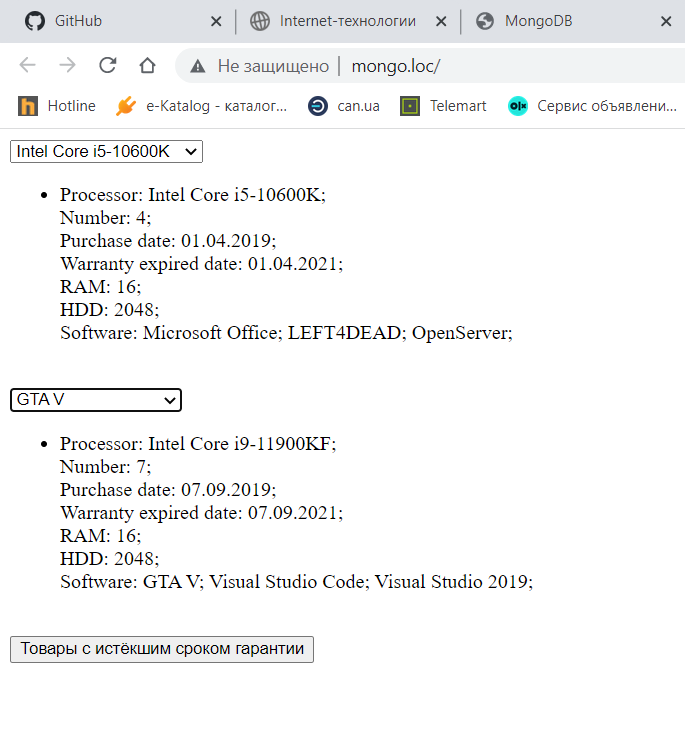 GitHub
Internet-технологии
MongoDB
Не защищено | mongo.loc/
Hotline
e-Katalog - каталог...
can.ua
Telemart
olx
Сервис объявлени...
Intel Core i5-10600K
Processor: Intel Core i5-10600K;
Number: 4;
Purchase date: 01.04.2019;
Warranty expired date: 01.04.2021;
RAM: 16;
HDD: 2048;
Software: Microsoft Office; LEFT4DEAD; OpenServer;
GTA V
Processor: Intel Core i9-11900KF;
Number: 7;
Purchase date: 07.09.2019;
Warranty expired date: 07.09.2021;
RAM: 16;
HDD: 2048;
Software: GTA V; Visual Studio Code; Visual Studio 2019;
Товары с истёкшим сроком гарантии